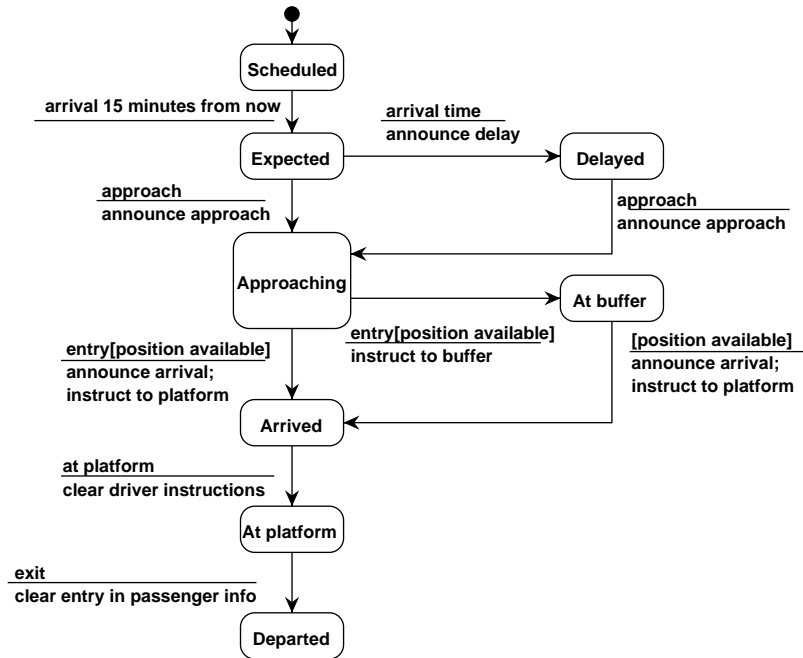 Scheduled
arrival 15 minutes from now
arrival time
announce delay
Expected
Delayed
approach
announce approach
approach
announce approach
Approaching
At buffer
entry[position available]
instruct to buffer
entry[position available]
announce arrival;
instruct to platform
[position available]
announce arrival;
instruct to platform
Arrived
at platform
clear driver instructions
At platform
exit
clear entry in passenger info
Departed